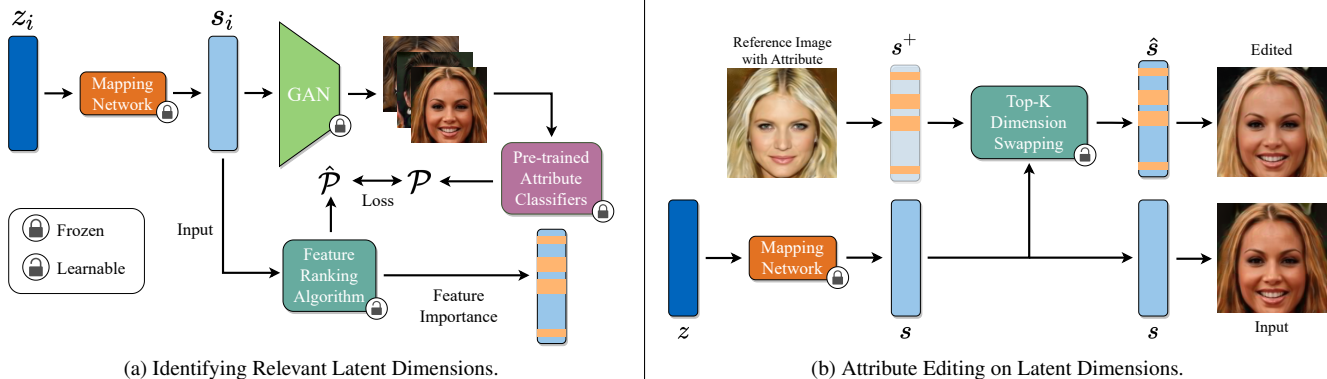 z_i
s_i
Mapping
Network
GAN
Pre-trained
Attribute
Classifiers
P̂
P
Loss
Input
Frozen
Learnable
Feature
Ranking
Algorithm
Feature
Importance
(a) Identifying Relevant Latent Dimensions.
Reference Image
with Attribute
s^+
Top-K
Dimension
Swapping
ŝ
Edited
Mapping
Network
z
s
s
Input
(b) Attribute Editing on Latent Dimensions.